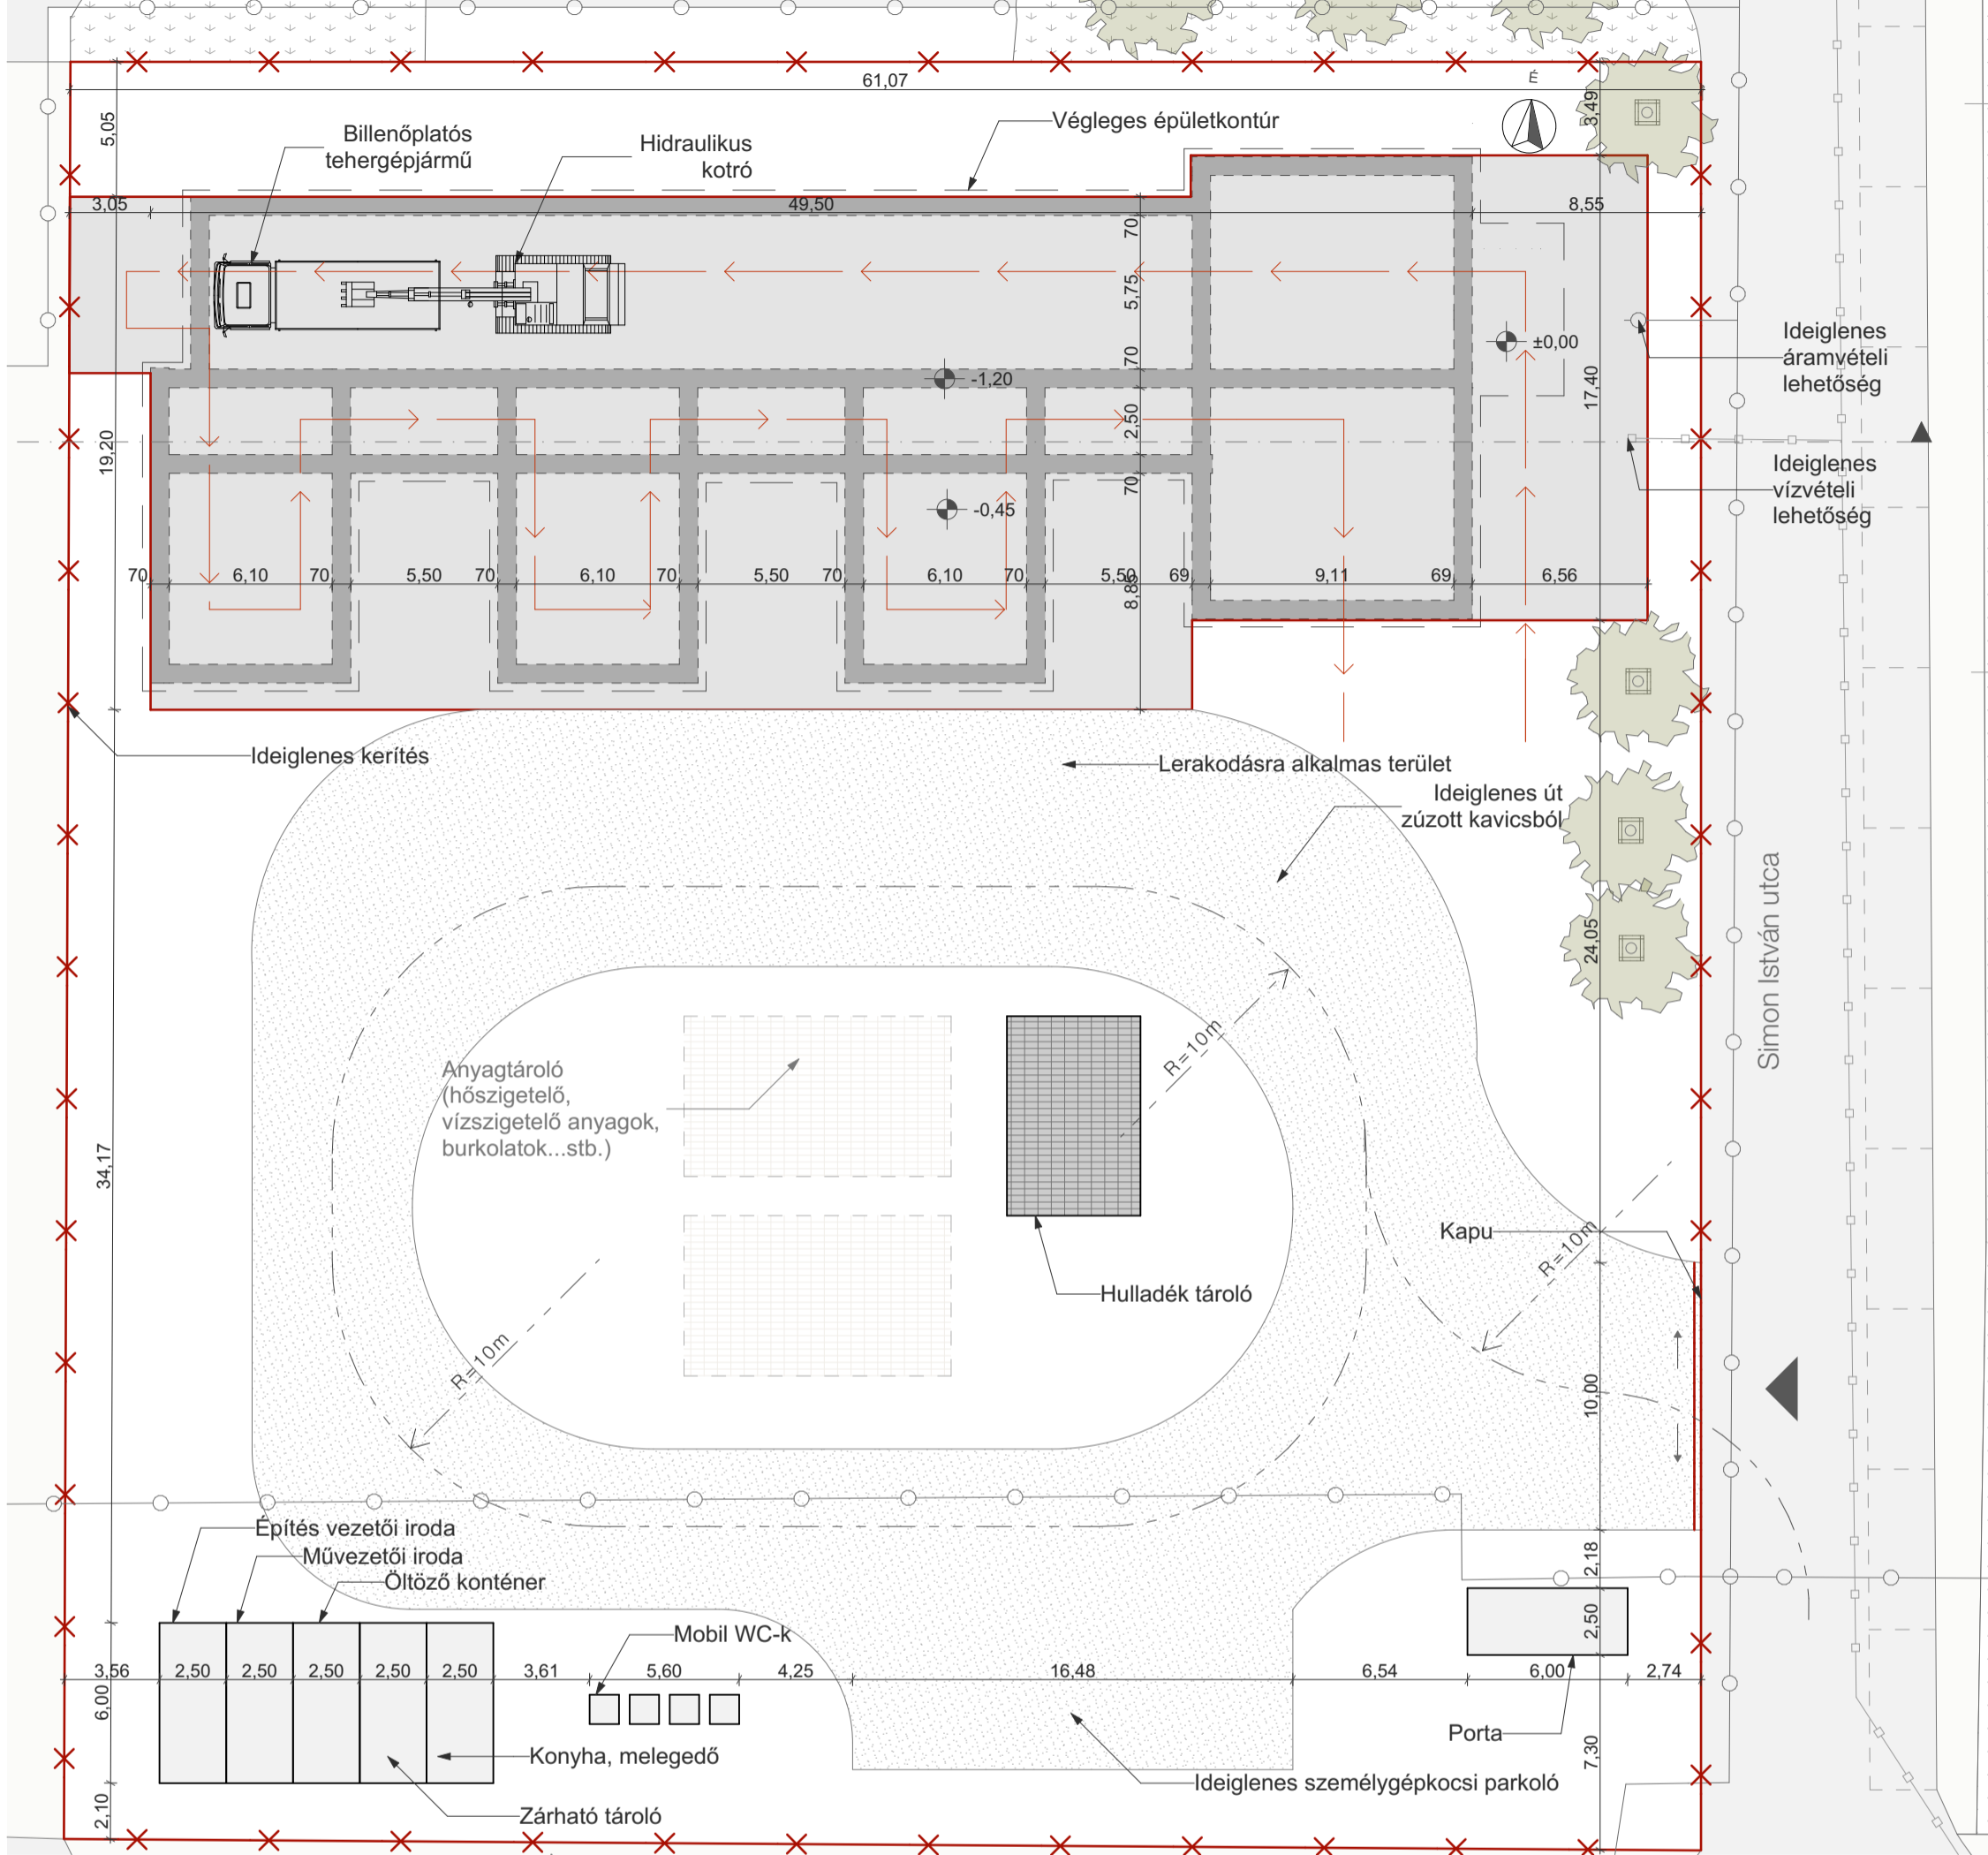 61,07
É
3,49
5,05
Billenőplatós
tehergépjármű
Hidraulikus
kotró
Végleges épületkontúr
3,05
49,50
8,55
70
5,75
±0,00
Ideiglenes
áramvételi
lehetőség
70
-1,20
17,40
2,50
19,20
Ideiglenes
vízvételi
lehetőség
70
-0,45
70
6,10
70
5,50
70
6,10
70
5,50
70
6,10
70
5,50
8,85
69
9,11
69
6,56
Ideiglenes kerítés
Lerakodásra alkalmas terület
Ideiglenes út
zúzott kavicsból
Simon István utca
24,05
R=10m
Anyagtároló
(hőszigetelő,
vízszigetelő anyagok,
burkolatok...stb.)
34,17
Kapu
R=10m
Hulladék tároló
R=10m
10,00
Építés vezetői iroda
Művezetői iroda
Öltöző konténer
2,18
Mobil WC-k
2,50
3,56
2,50
2,50
2,50
2,50
2,50
3,61
5,60
4,25
16,48
6,54
6,00
2,74
6,00
Porta
Konyha, melegedő
7,30
Ideiglenes személygépkocsi parkoló
Zárható tároló
2,10